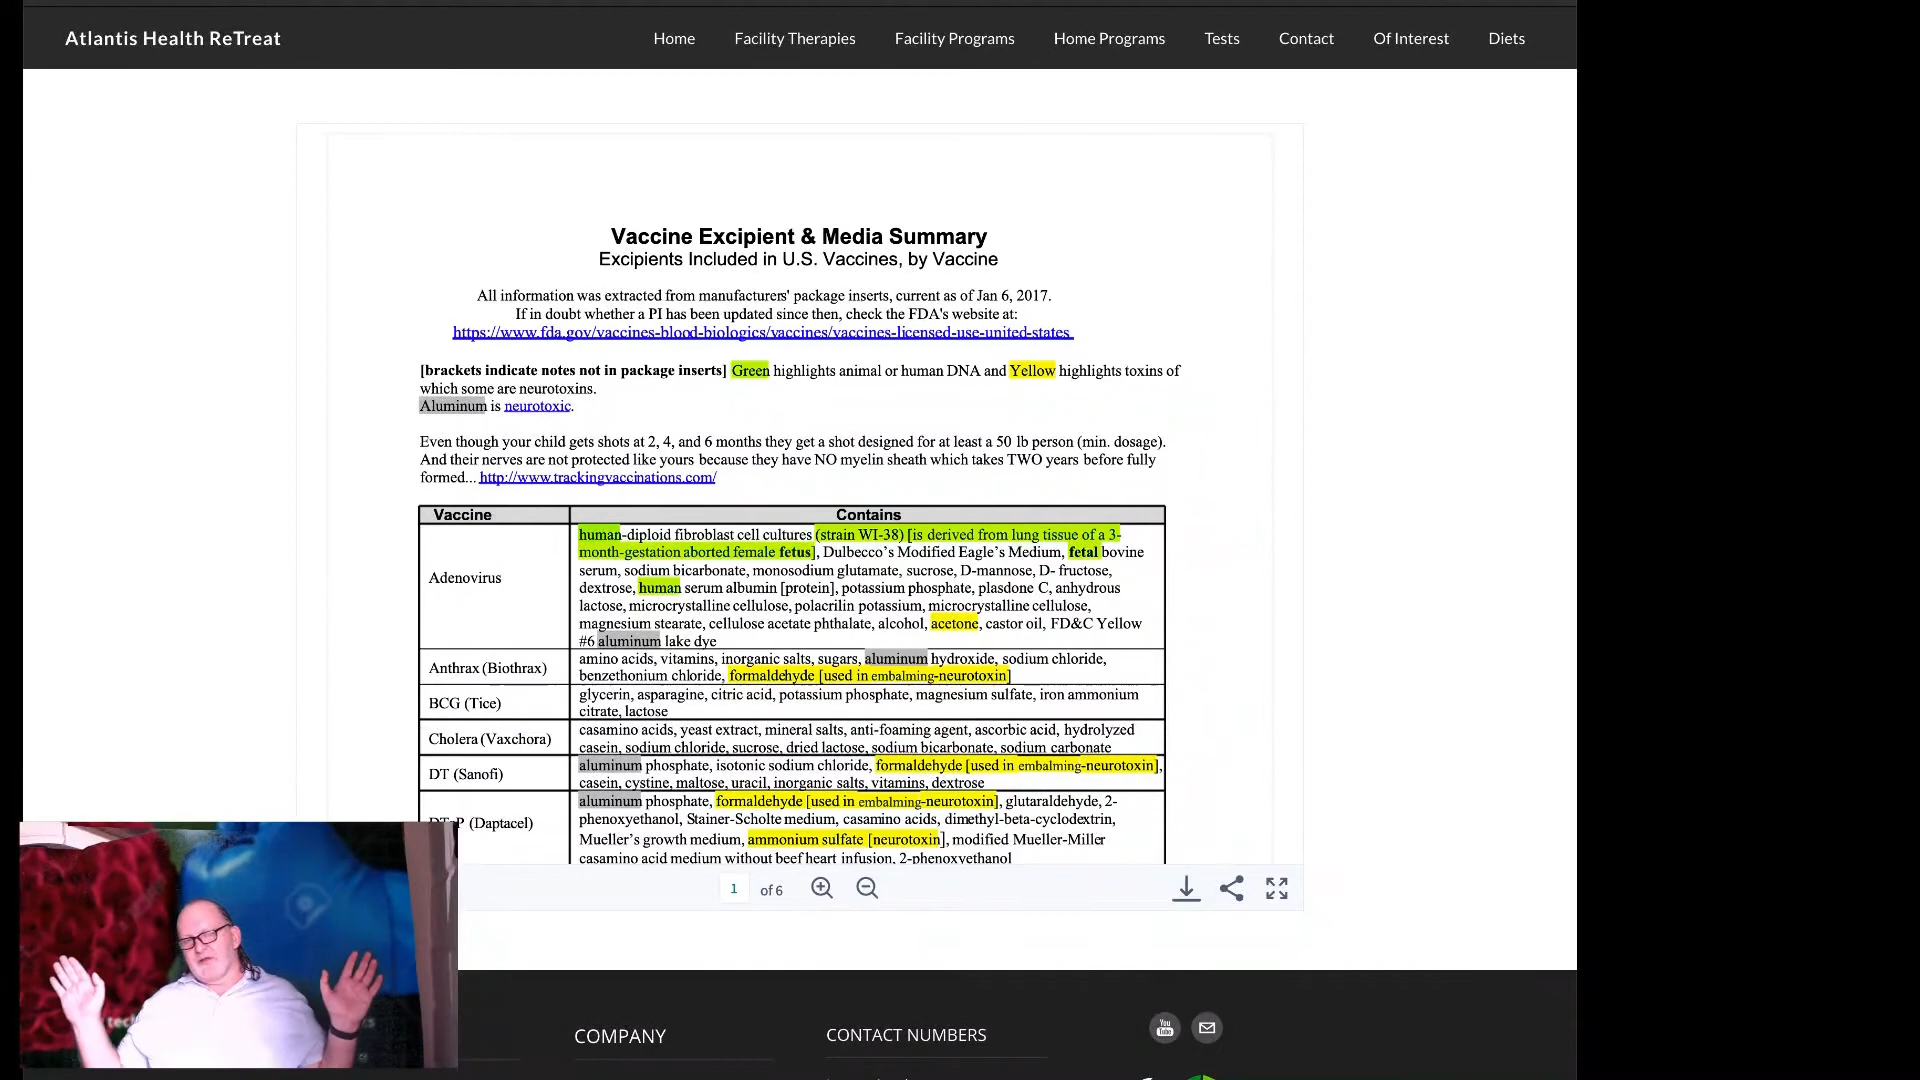 Atlantis Health ReTreat
Home Facility Therapies Facility Programs Home Programs Tests Contact Of Interest Diets
Vaccine Excipient & Media Summary
Excipients Included in U.S. Vaccines, by Vaccine
All information was extracted from manufacturers' package inserts, current as of Jan 6, 2017.
If in doubt whether a PI has been updated since then, check the FDA's website at:
https://www.fda.gov/vaccines-blood-biologics/vaccines/vaccines-licensed-use-united-states
[brackets indicate notes not in package inserts] Green highlights animal or human DNA and Yellow highlights toxins of
which some are neurotoxins.
Aluminum is neurotoxic.
Even though your child gets shots at 2, 4, and 6 months they get a shot designed for at least a 50 lb person (min. dosage).
And their nerves are not protected like yours because they have NO myelin sheath which takes TWO years before fully
formed... http://www.trackingvaccinations.com/
Vaccine Contains
Adenovirus
human-diploid fibroblast cell cultures (strain WI-38) [is derived from lung tissue of a 3-
month-gestation aborted female fetus], Dulbecco's Modified Eagle's Medium, fetal bovine
serum, sodium bicarbonate, monosodium glutamate, sucrose, D-mannose, D- fructose,
dextrose, human serum albumin [protein], potassium phosphate, plasdone C, anhydrous
lactose, microcrystalline cellulose, polacrilin potassium, microcrystalline cellulose,
magnesium stearate, cellulose acetate phthalate, alcohol, acetone, castor oil, FD&C Yellow
#6 aluminum lake dye
Anthrax (Biothrax)
amino acids, vitamins, inorganic salts, sugars, aluminum hydroxide, sodium chloride,
benzethonium chloride, formaldehyde [used in embalming-neurotoxin]
BCG (Tice)
glycerin, asparagine, citric acid, potassium phosphate, magnesium sulfate, iron ammonium
citrate, lactose
Cholera (Vaxchora)
casamino acids, yeast extract, mineral salts, anti-foaming agent, ascorbic acid, hydrolyzed
casein, sodium chloride, sucrose, dried lactose, sodium bicarbonate, sodium carbonate
DT (Sanofi)
aluminum phosphate, isotonic sodium chloride, formaldehyde [used in embalming-neurotoxin],
casein, cystine, maltose, uracil, inorganic salts, vitamins, dextrose
(Daptacel)
aluminum phosphate, formaldehyde [used in embalming-neurotoxin], glutaraldehyde, 2-
phenoxyethanol, Stainer-Scholte medium, casamino acids, dimethyl-beta-cyclodextrin,
Mueller's growth medium, ammonium sulfate [neurotoxin], modified Mueller-Miller
casamino acid medium without beef heart infusion, 2-phenoxyethanol
1 of 6
COMPANY
CONTACT NUMBERS
You
Tube